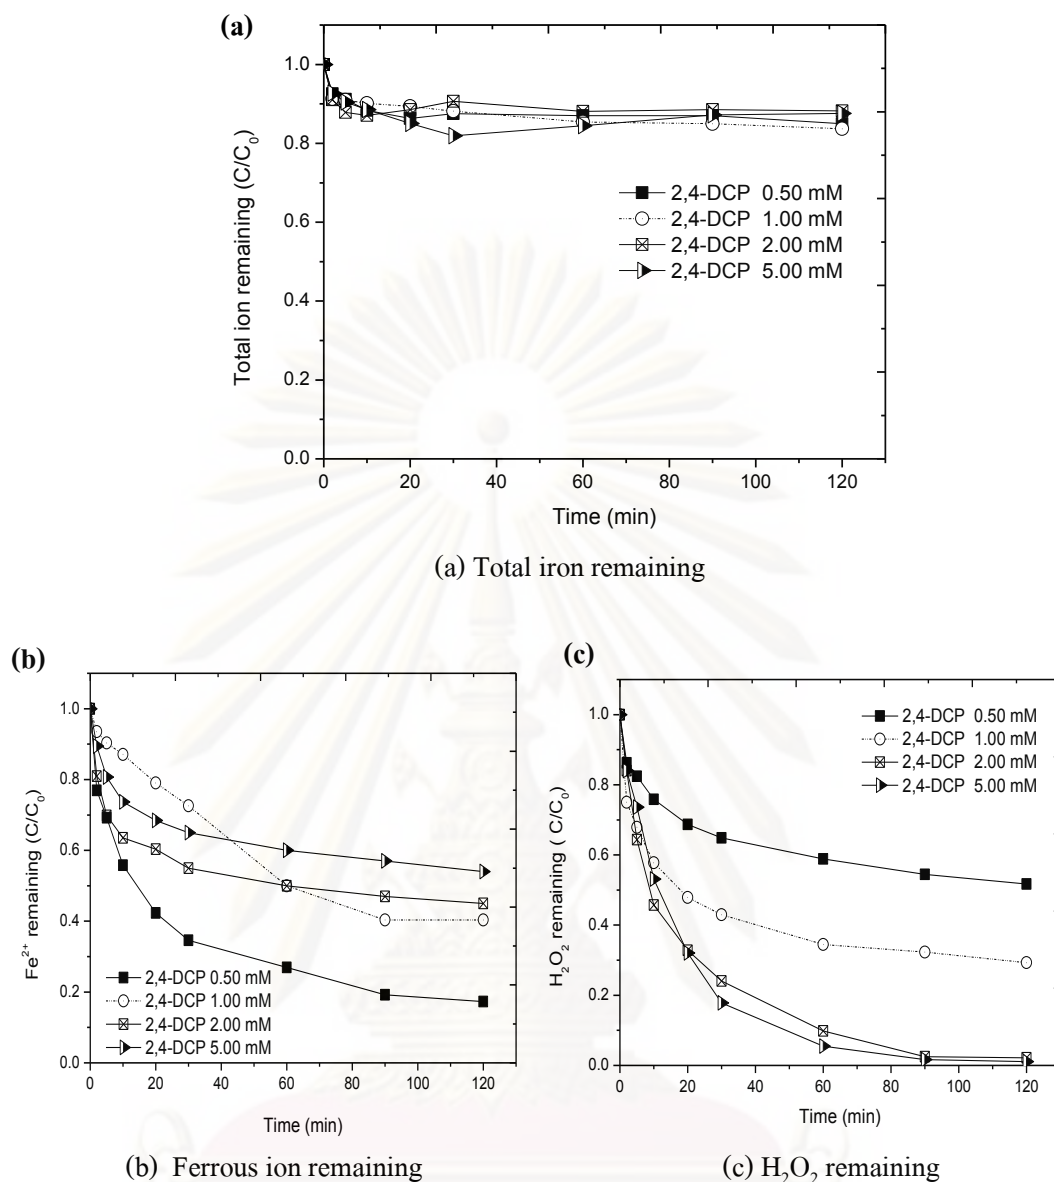 (a)
1.0
0.8
0.6
0.4
0.2
0.0
Total ion remaining (C/C₀)
2,4-DCP 0.50 mM
2,4-DCP 1.00 mM
2,4-DCP 2.00 mM
2,4-DCP 5.00 mM
0 20 40 60 80 100 120
Time (min)
(a) Total iron remaining
(b)
1.0
0.8
0.6
0.4
0.2
0.0
Fe²⁺ remaining (C/C₀)
2,4-DCP 0.50 mM
2,4-DCP 1.00 mM
2,4-DCP 2.00 mM
2,4-DCP 5.00 mM
0 20 40 60 80 100 120
Time (min)
(b) Ferrous ion remaining
(c)
1.0
0.8
0.6
0.4
0.2
0.0
H₂O₂ remaining ( C/C₀)
2,4-DCP 0.50 mM
2,4-DCP 1.00 mM
2,4-DCP 2.00 mM
2,4-DCP 5.00 mM
0 20 40 60 80 100 120
Time (min)
(c) H₂O₂ remaining